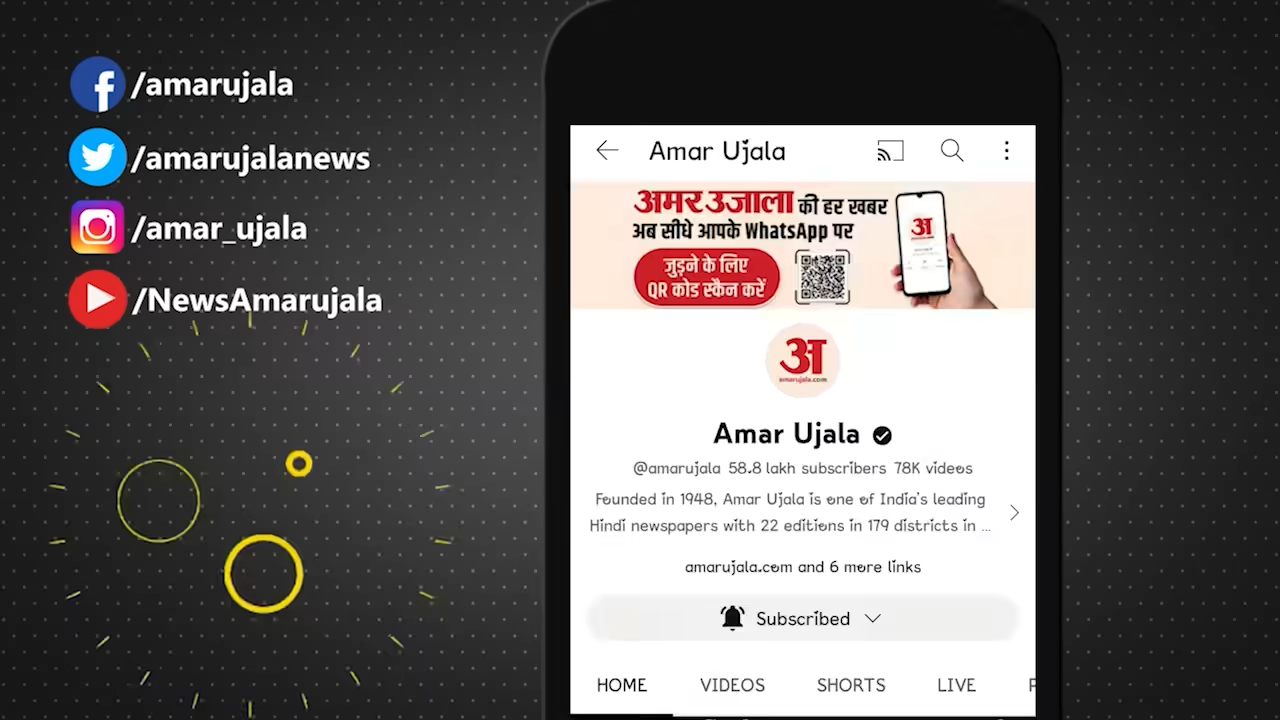 /amarujala
/amarujalanews
/amar_ujala
/NewsAmarujala
Amar Ujala
अमर उजाला की हर खबर
अब सीधे आपके WhatsApp पर
जुड़ने के लिए
QR कोड स्कैन करें
अ
अ
amarujala.com
Amar Ujala
@amarujala 58.8 lakh subscribers 78K videos
Founded in 1948, Amar Ujala is one of India's leading
Hindi newspapers with 22 editions in 179 districts in ...
amarujala.com and 6 more links
Subscribed
HOME VIDEOS SHORTS LIVE